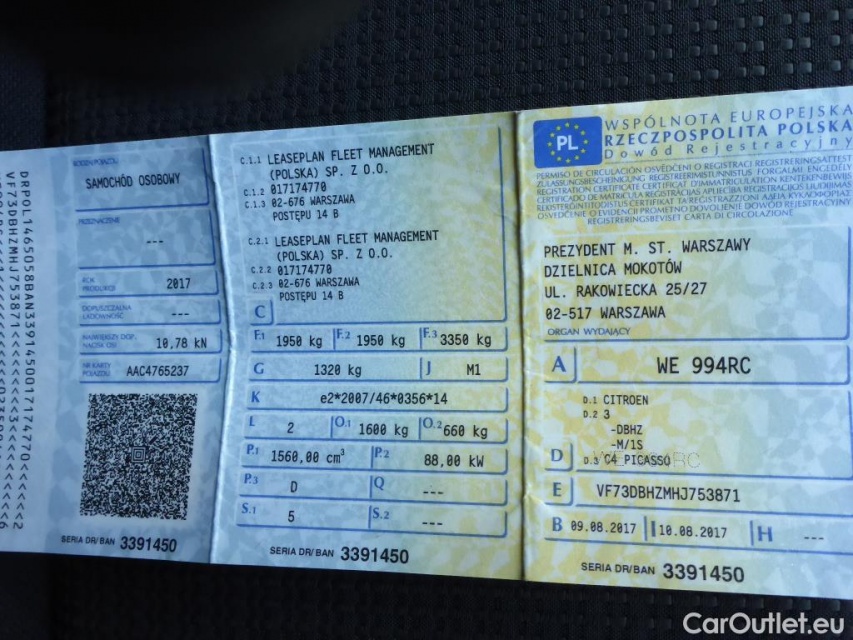 RODZAJ POJAZDU
SAMOCHÓD OSOBOWY
PRZEZNACZENIE
---
ROK PRODUKCJI
2017
DOPUSZCZALNA ŁADOWNOŚĆ
---
NAJWIĘKSZY DOP. NACISK OSI
10,78 kN
NR KARTY POJAZDU
AAC4765237
SERIA DR/BAN 3391450
C.1.1 LEASEPLAN FLEET MANAGEMENT
(POLSKA) SP. Z O.O.
C.1.2 017174770
C.1.3 02-676 WARSZAWA
POSTĘPU 14 B
C.2.1 LEASEPLAN FLEET MANAGEMENT
(POLSKA) SP. Z O.O.
C.2.2 017174770
C.2.3 02-676 WARSZAWA
POSTĘPU 14 B
C
F.1 1950 kg F.2 1950 kg F.3 3350 kg
G 1320 kg J M1
K e2*2007/46*0356*14
L 2 O.1 1600 kg O.2 660 kg
P.1 1560,00 cm³ P.2 88,00 kW
P.3 D Q ---
S.1 5 S.2 ---
SERIA DR/BAN 3391450
PL
WSPÓLNOTA EUROPEJSKA
RZECZPOSPOLITA POLSKA
Dowód Rejestracyjny
PREZYDENT M. ST. WARSZAWY
DZIELNICA MOKOTÓW
UL. RAKOWIECKA 25/27
02-517 WARSZAWA
ORGAN WYDAJĄCY
A WE 994RC
D.1 CITROEN
D.2 3
-DBHZ
-M/1S
D D.3 C4 PICASSO
E VF73DBHZMHJ753871
B 09.08.2017 I 10.08.2017 H ---
SERIA DR/BAN 3391450
CarOutlet.eu